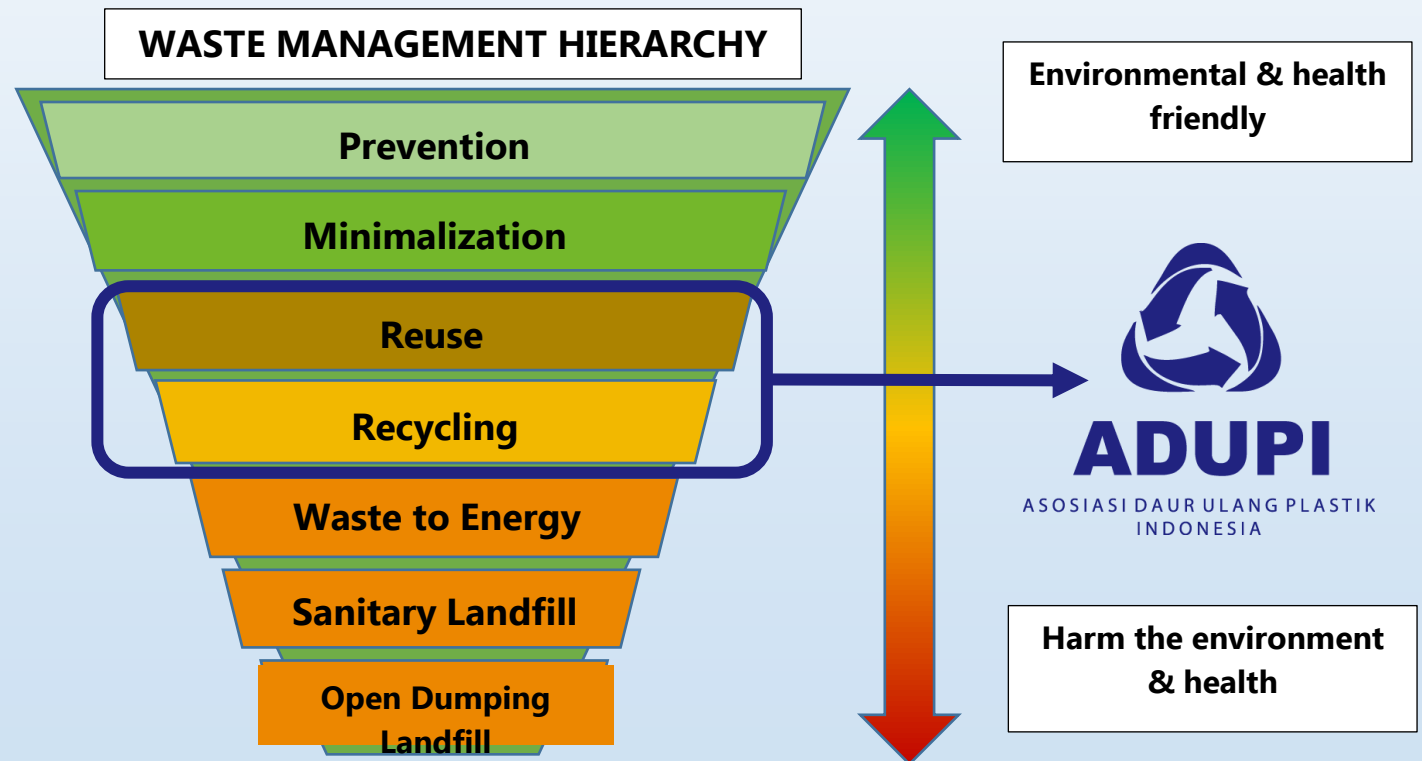 WASTE MANAGEMENT HIERARCHY
Prevention
Minimalization
Reuse
Recycling
Waste to Energy
Sanitary Landfill
Open Dumping
Landfill
Environmental & health
friendly
ADUPI
ASOSIASI DAUR ULANG PLASTIK
INDONESIA
Harm the environment
& health